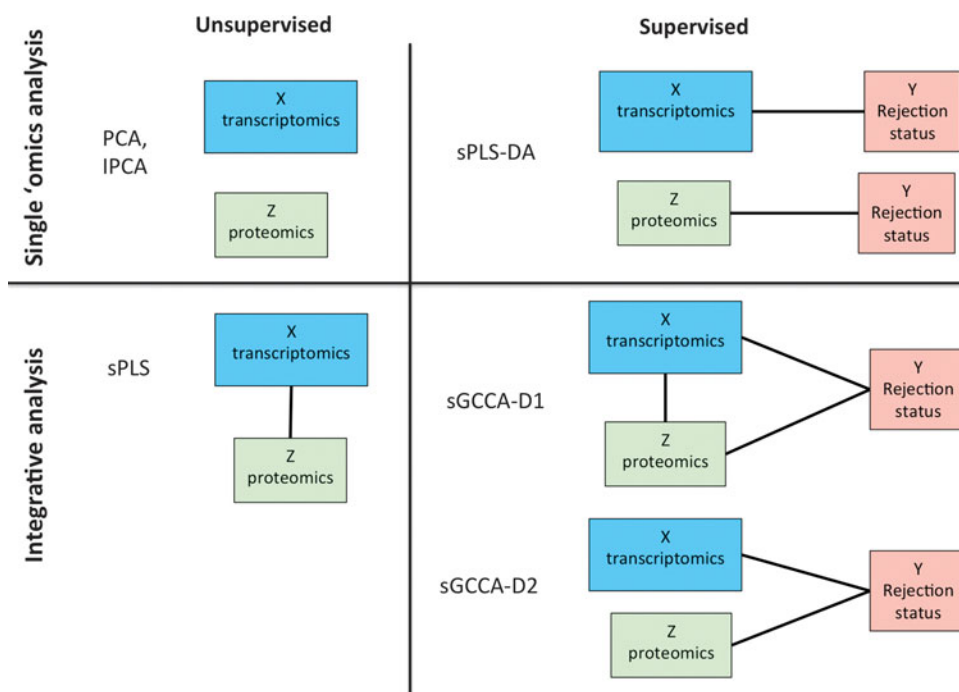 Unsupervised
Supervised
Single ‘omics analysis
PCA,
IPCA
X
transcriptomics
Z
proteomics
sPLS-DA
X
transcriptomics
Y
Rejection
status
Z
proteomics
Y
Rejection
status
Integrative analysis
sPLS
X
transcriptomics
Z
proteomics
sGCCA-D1
X
transcriptomics
Z
proteomics
Y
Rejection
status
sGCCA-D2
X
transcriptomics
Z
proteomics
Y
Rejection
status